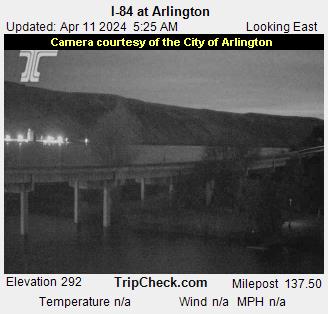 I-84 at Arlington
Updated: Apr 11 2024 5:25 AM Looking East
Camera courtesy of the City of Arlington
Elevation 292 TripCheck.com Milepost 137.50
Temperature n/a Wind n/a MPH n/a